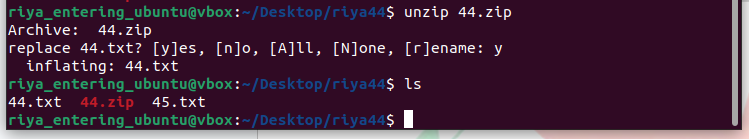 riya_entering_ubuntu@vbox:~/Desktop/riya44$ unzip 44.zip
Archive:  44.zip
replace 44.txt? [y]es, [n]o, [A]ll, [N]one, [r]ename: y
  inflating: 44.txt
riya_entering_ubuntu@vbox:~/Desktop/riya44$ ls
44.txt  44.zip  45.txt
riya_entering_ubuntu@vbox:~/Desktop/riya44$